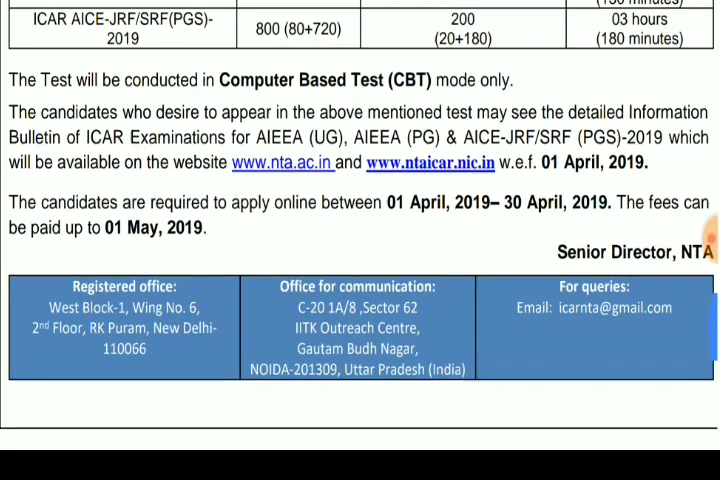 ICAR AICE-JRF/SRF(PGS)- 800 (80+720) 200 03 hours
2019 (20+180) (180 minutes)
The Test will be conducted in Computer Based Test (CBT) mode only.
The candidates who desire to appear in the above mentioned test may see the detailed Information
Bulletin of ICAR Examinations for AIEEA (UG), AIEEA (PG) & AICE-JRF/SRF (PGS)-2019 which
will be available on the website www.nta.ac.in and www.ntaicar.nic.in w.e.f. 01 April, 2019.
The candidates are required to apply online between 01 April, 2019– 30 April, 2019. The fees can
be paid up to 01 May, 2019.
Senior Director, NTA
Registered office:
West Block-1, Wing No. 6,
2nd Floor, RK Puram, New Delhi-
110066
Office for communication:
C-20 1A/8 ,Sector 62
IITK Outreach Centre,
Gautam Budh Nagar,
NOIDA-201309, Uttar Pradesh (India)
For queries:
Email: icarnta@gmail.com